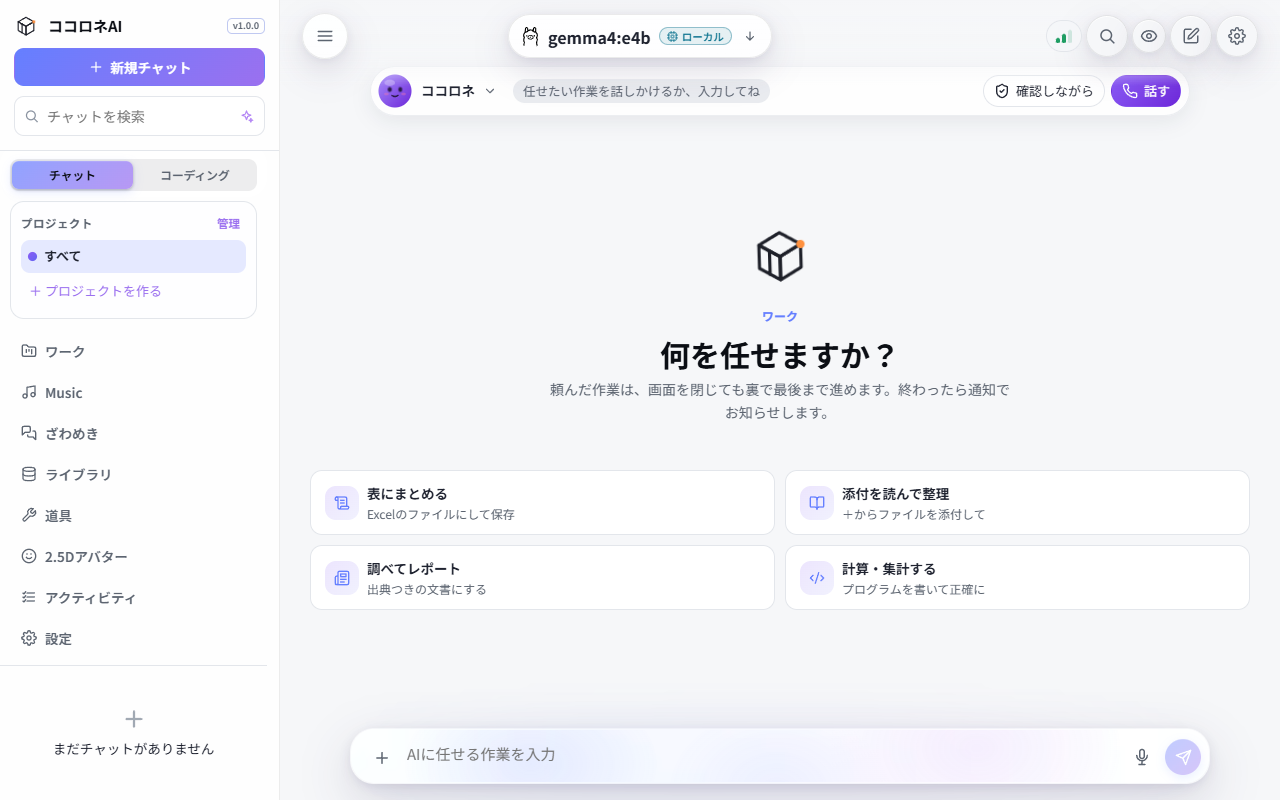 ココロネAI
v1.0.0
新規チャット
チャットを検索
チャット
コーディング
プロジェクト
管理
すべて
プロジェクトを作る
ワーク
Music
ざわめき
ライブラリ
道具
2.5Dアバター
アクティビティ
設定
まだチャットがありません
gemma4:e4b
ローカル
ココロネ
任せたい作業を話しかけるか、入力してね
確認しながら
話す
ワーク
何を任せますか？
頼んだ作業は、画面を閉じても裏で最後まで進めます。終わったら通知で
お知らせします。
表にまとめる
Excelのファイルにして保存
添付を読んで整理
＋からファイルを添付して
調べてレポート
出典つきの文書にする
計算・集計する
プログラムを書いて正確に
AIに任せる作業を入力